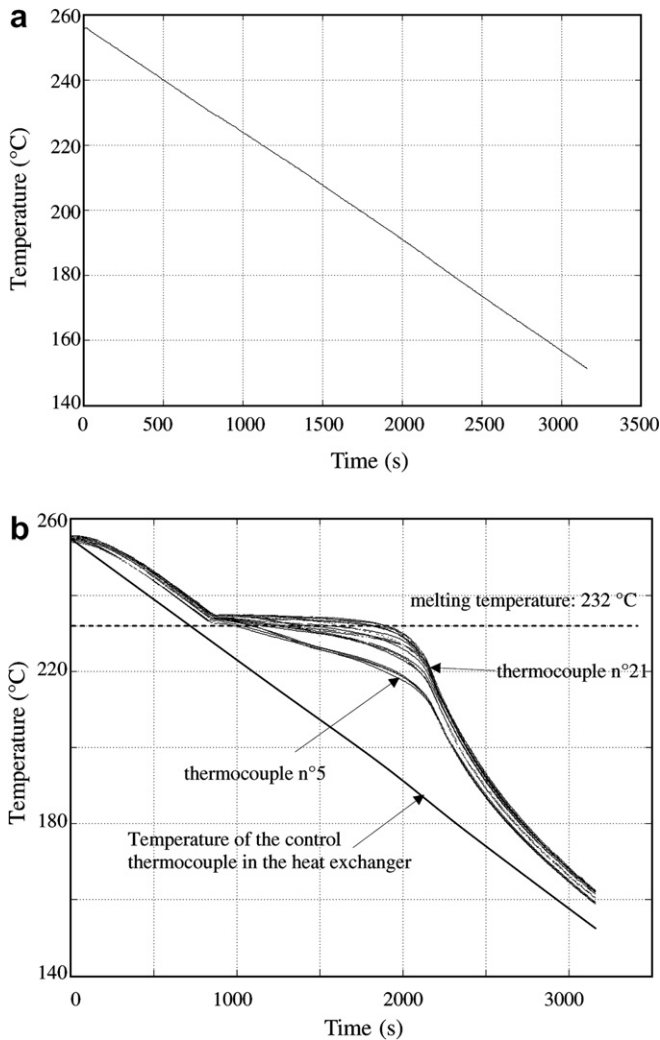 a
260
240
220
200
180
160
140
0 500 1000 1500 2000 2500 3000 3500
Temperature (°C)
Time (s)
b
260
220
180
140
0 1000 2000 3000
Temperature (°C)
Time (s)
melting temperature: 232 °C
thermocouple n°21
thermocouple n°5
Temperature of the control
thermocouple in the heat exchanger